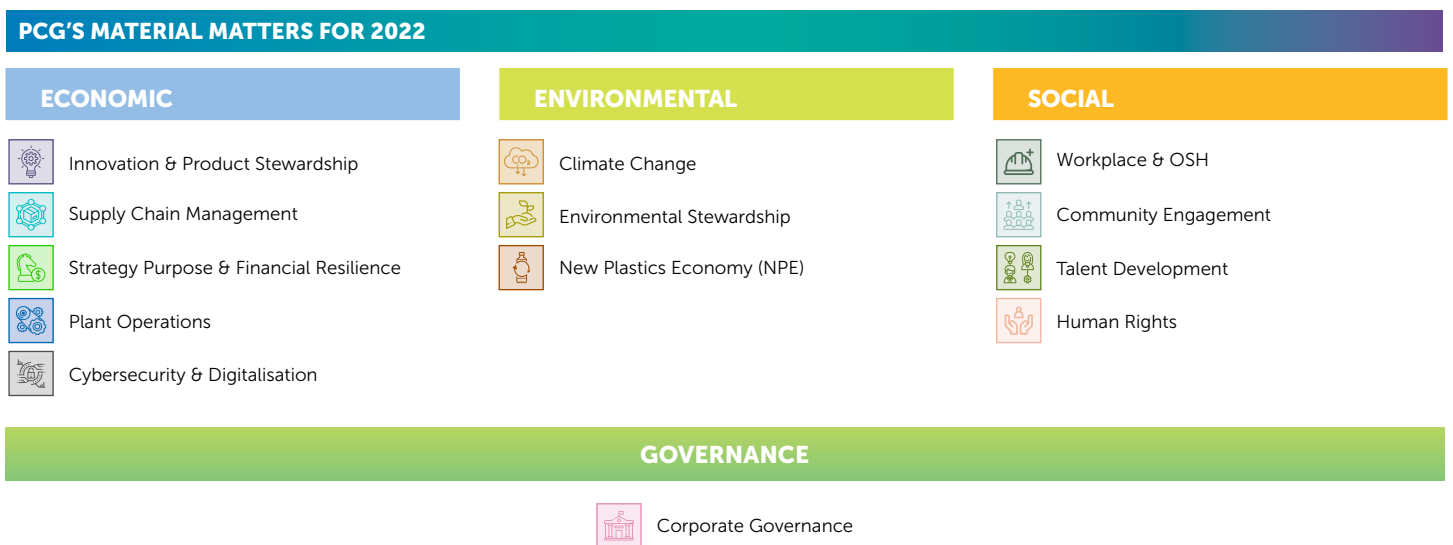 PCG'S MATERIAL MATTERS FOR 2022
ECONOMIC
Innovation & Product Stewardship
Supply Chain Management
Strategy Purpose & Financial Resilience
Plant Operations
Cybersecurity & Digitalisation
ENVIRONMENTAL
CO₂
Climate Change
Environmental Stewardship
New Plastics Economy (NPE)
SOCIAL
Workplace & OSH
Community Engagement
Talent Development
Human Rights
GOVERNANCE
Corporate Governance